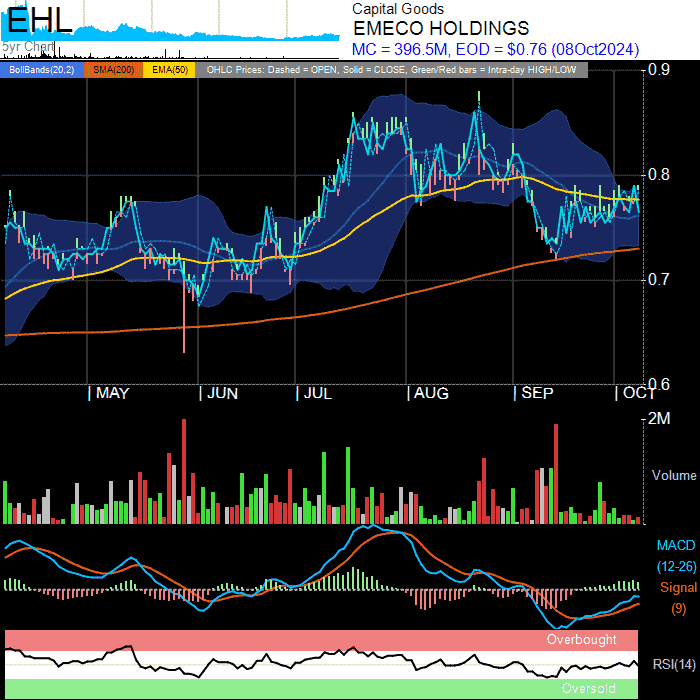 EHL
5yr Chart
Capital Goods
EMECO HOLDINGS
MC = 396.5M, EOD = $0.76 (08Oct2024)
BollBands(20,2) SMA(200) EMA(50) OHLC Prices: Dashed = OPEN, Solid = CLOSE, Green/Red bars = Intra-day HIGH/LOW
0.9
0.8
0.7
0.6
| MAY | JUN | JUL | AUG | SEP | OCT
2M
Volume
MACD
(12-26)
Signal
(9)
Overbought
RSI(14)
Oversold